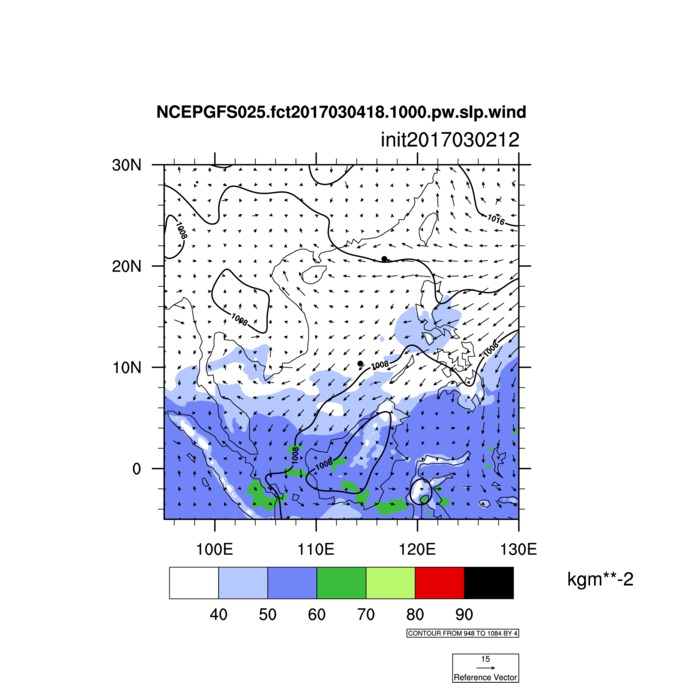 NCEPGFS025.fct2017030418.1000.pw.slp.wind
init2017030212
30N
1016
1008
20N
1008
1008
10N
1008
1008
1008
0
100E 110E 120E 130E
kgm**-2
40 50 60 70 80 90
CONTOUR FROM 948 TO 1084 BY 4
15
Reference Vector